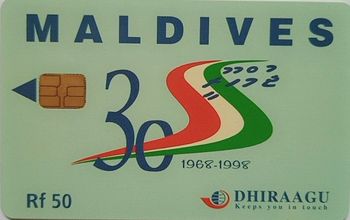 MALDIVES
30
1968-1998
Rf 50
DHIRAAGU
Keeps you in touch